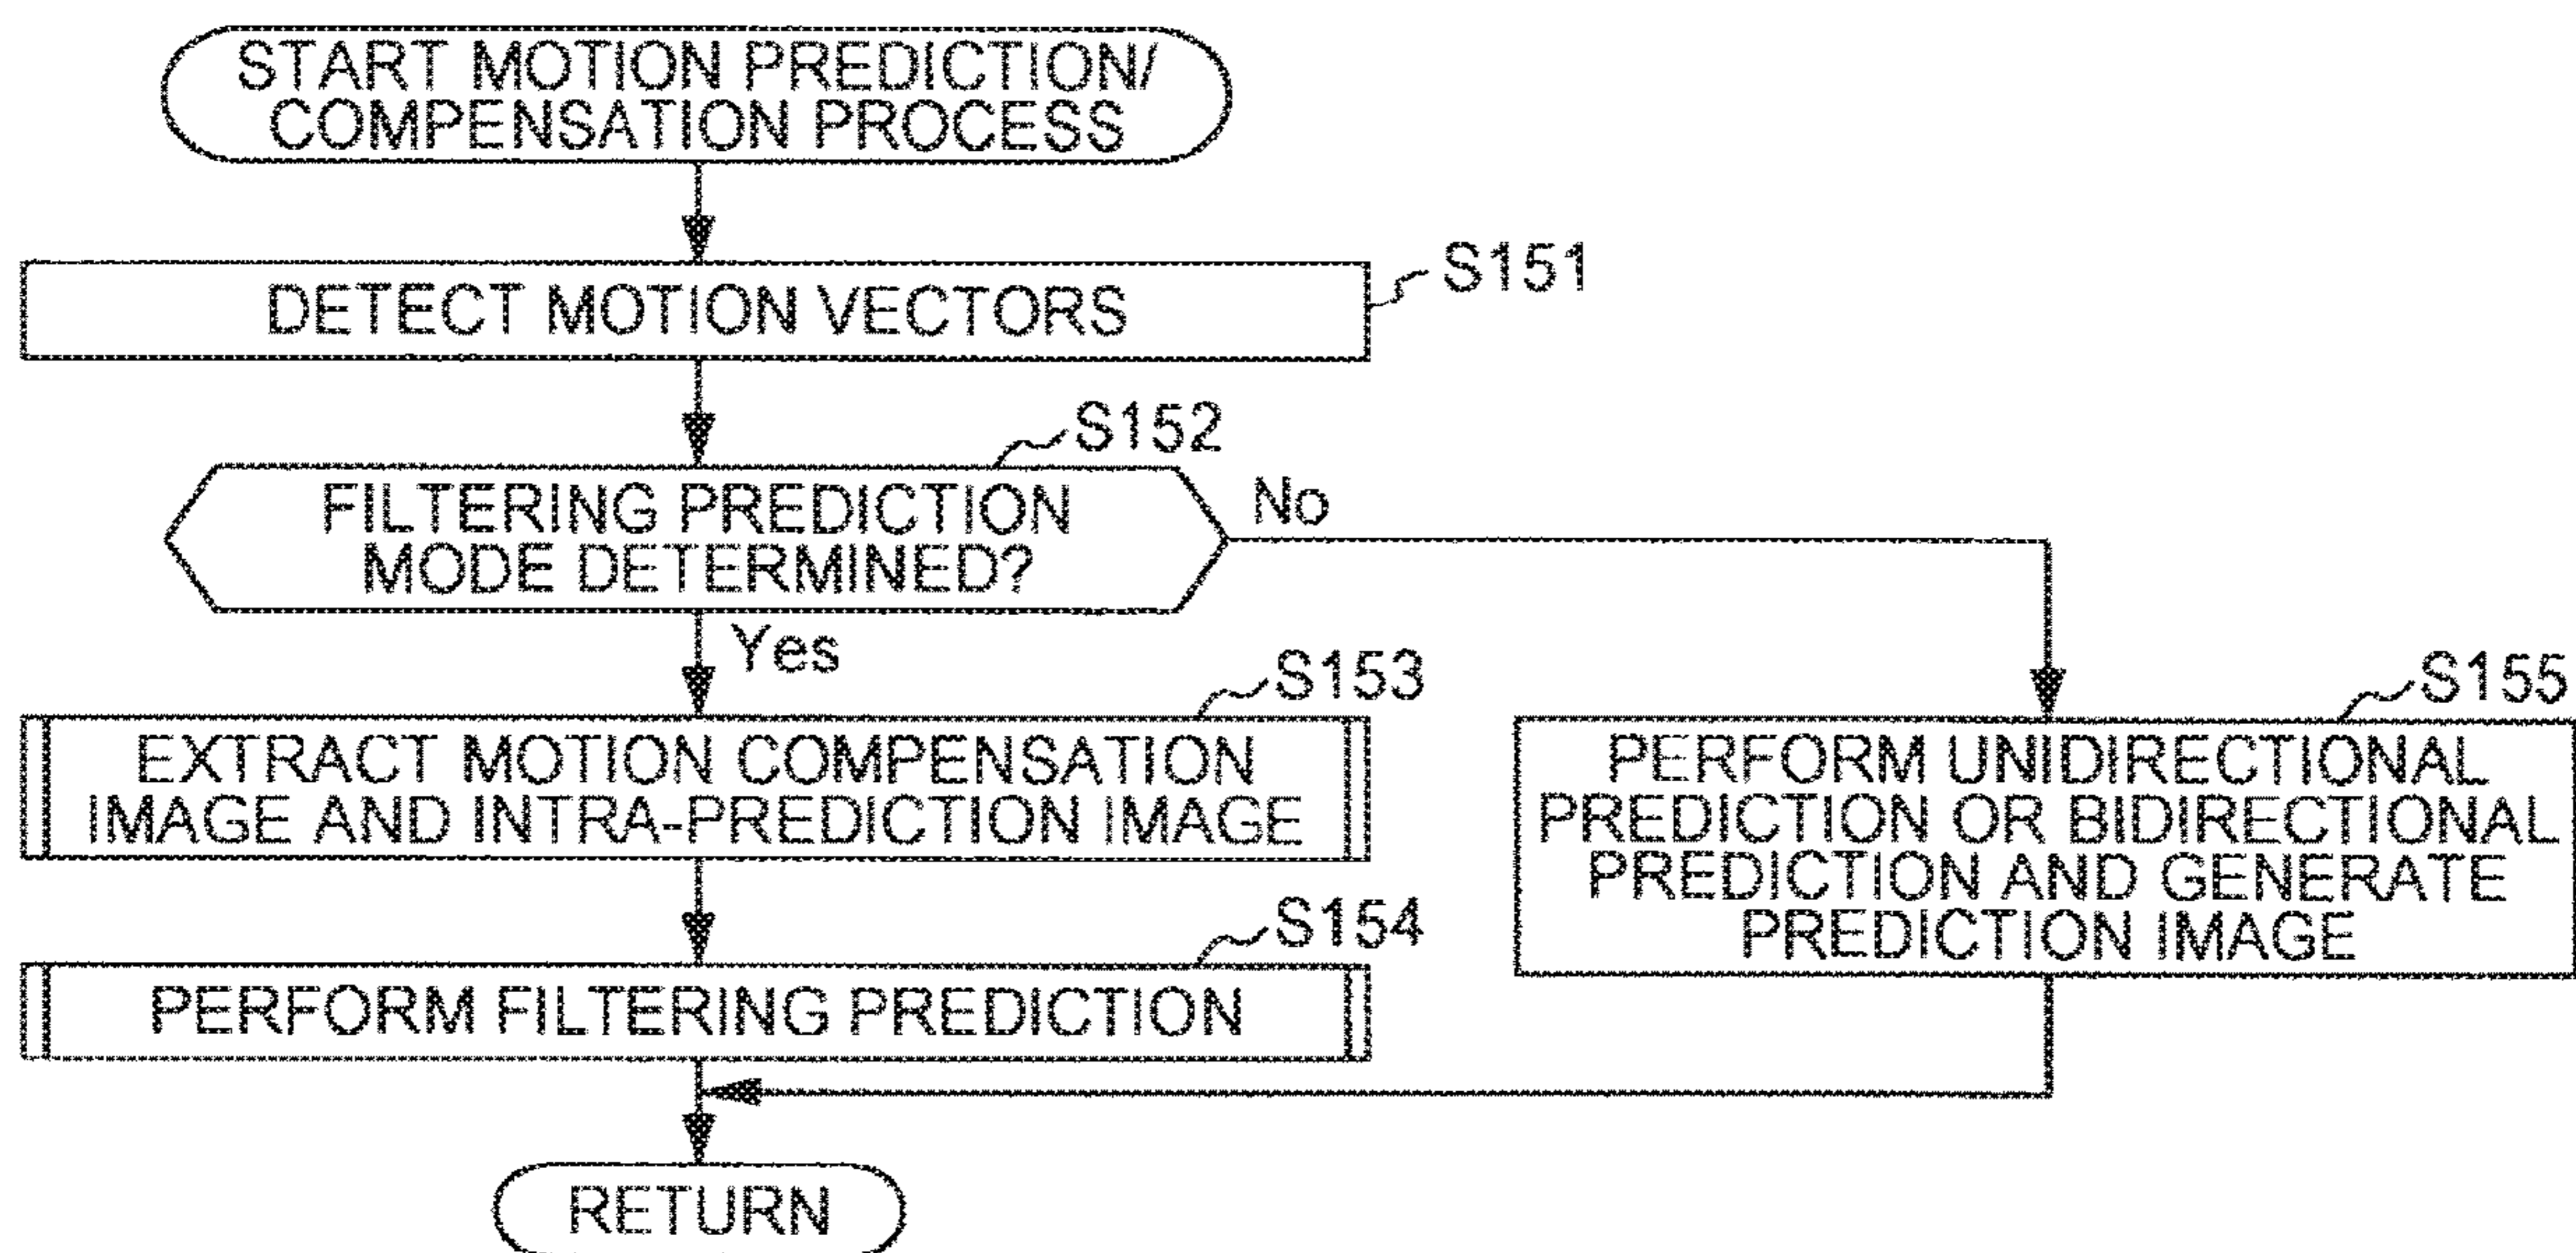 START MOTION PREDICTION/
COMPENSATION PROCESS
S151
DETECT MOTION VECTORS
S152
FILTERING PREDICTION
MODE DETERMINED?
No
Yes
S153
EXTRACT MOTION COMPENSATION
IMAGE AND INTRA-PREDICTION IMAGE
S155
PERFORM UNIDIRECTIONAL
PREDICTION OR BIDIRECTIONAL
PREDICTION AND GENERATE
PREDICTION IMAGE
S154
PERFORM FILTERING PREDICTION
RETURN